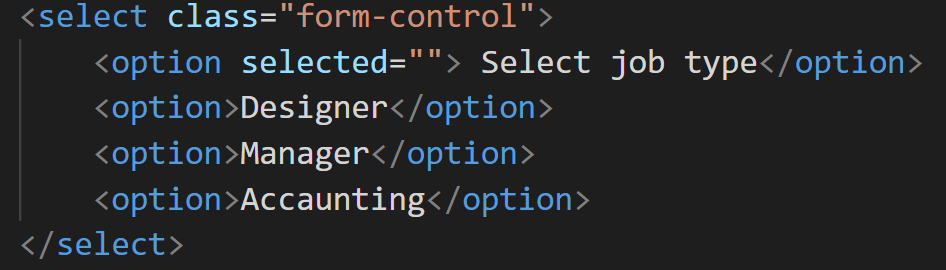 <select class="form-control">
<option selected=""> Select job type</option>
<option>Designer</option>
<option>Manager</option>
<option>Accaunting</option>
</select>